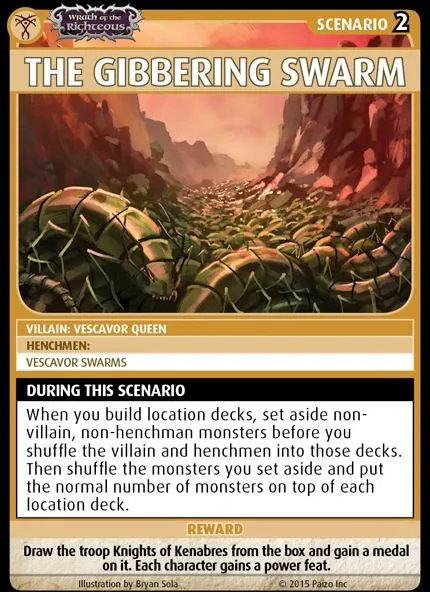 Wrath of the
Righteous
SCENARIO 2
THE GIBBERING SWARM
VILLAIN: VESCAVOR QUEEN
HENCHMEN:
VESCAVOR SWARMS
DURING THIS SCENARIO
When you build location decks, set aside non-
villain, non-henchman monsters before you
shuffle the villain and henchmen into those decks.
Then shuffle the monsters you set aside and put
the normal number of monsters on top of each
location deck.
REWARD
Draw the troop Knights of Kenabres from the box and gain a medal
on it. Each character gains a power feat.
Illustration by Bryan Sola
© 2015 Paizo Inc